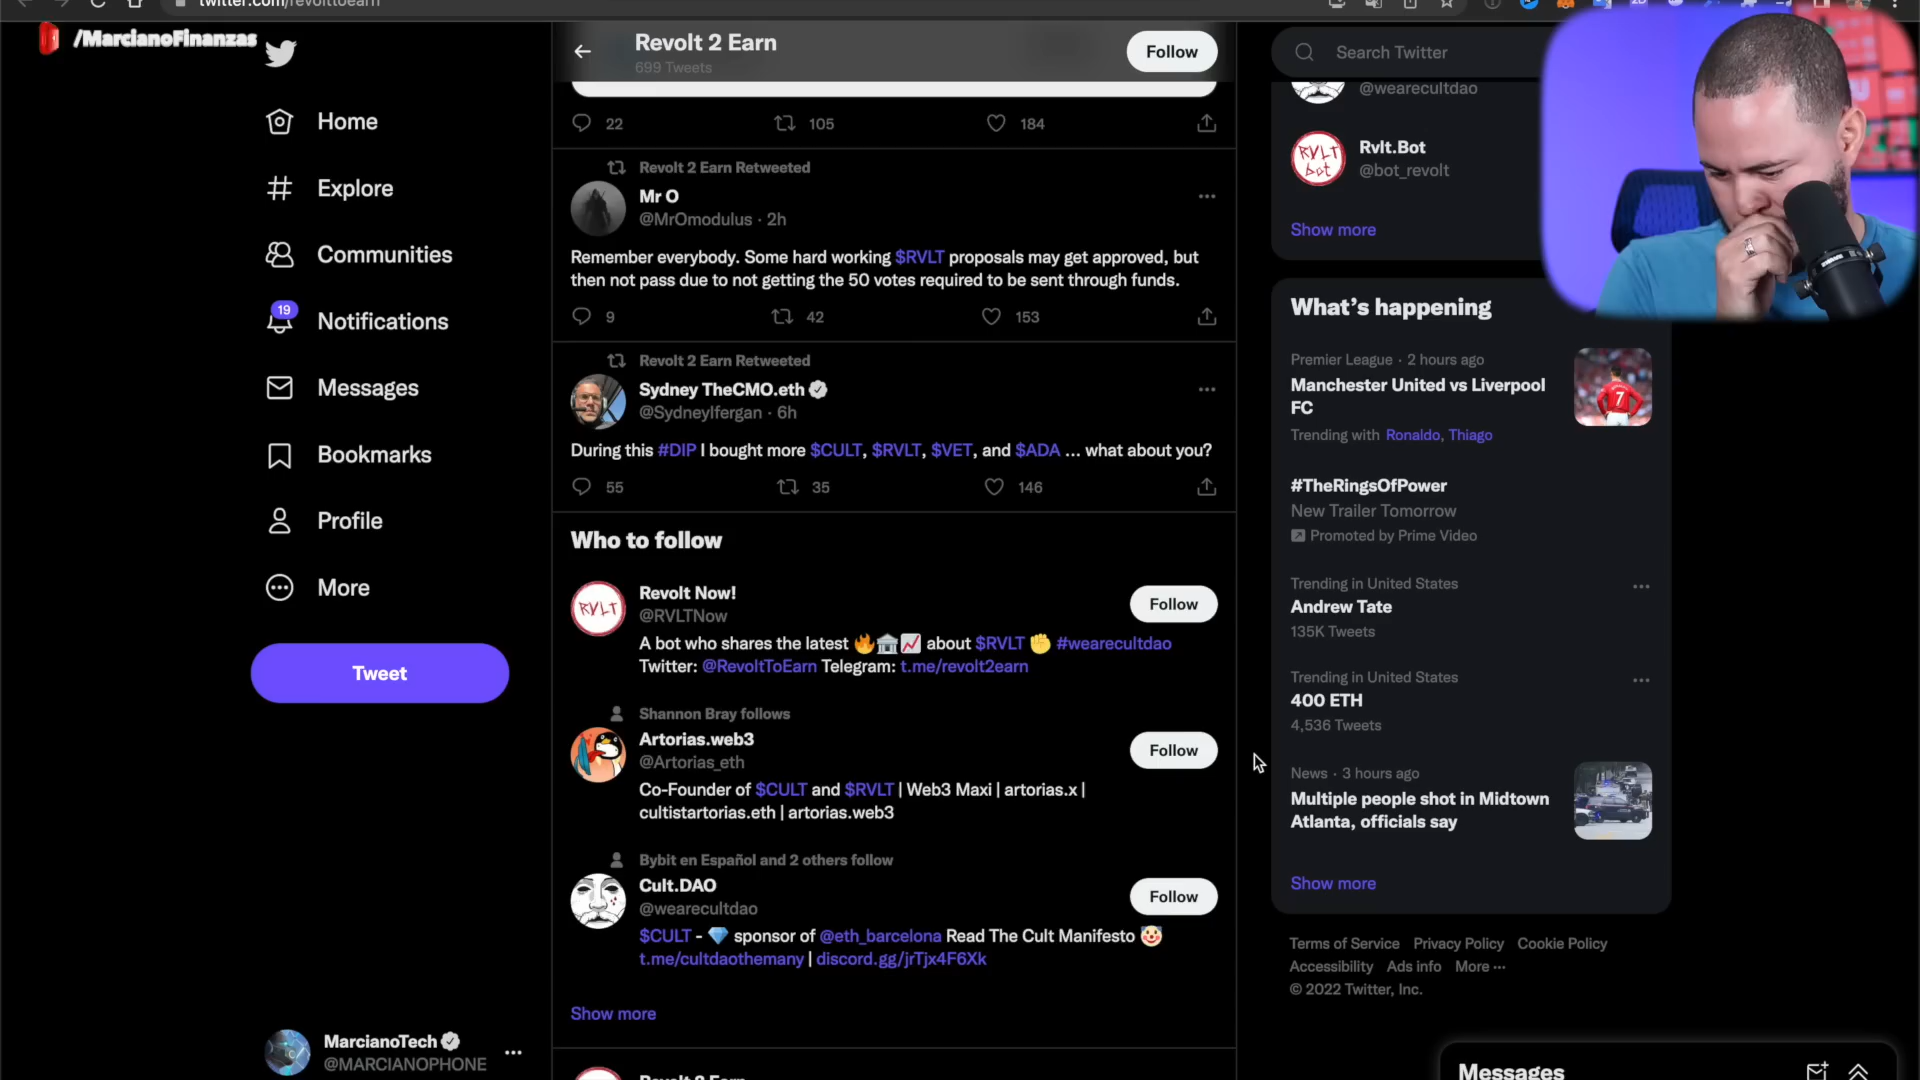 twitter.com/revolttoearn
/MarcianoFinanzas
Home
Explore
Communities
19
Notifications
Messages
Bookmarks
Profile
More
Tweet
MarcianoTech
@MARCIANOPHONE
Revolt 2 Earn
699 Tweets
Follow
22 105 184
Revolt 2 Earn Retweeted
Mr O
@MrOmodulus · 2h
Remember everybody. Some hard working $RVLT proposals may get approved, but
then not pass due to not getting the 50 votes required to be sent through funds.
9 42 153
Revolt 2 Earn Retweeted
Sydney TheCMO.eth
@SydneyIfergan · 6h
During this #DIP I bought more $CULT, $RVLT, $VET, and $ADA ... what about you?
55 35 146
Who to follow
RVLT
Revolt Now!
@RVLTNow
Follow
A bot who shares the latest 🔥🏛📈 about $RVLT ✊ #wearecultdao
Twitter: @RevoltToEarn Telegram: t.me/revolt2earn
Shannon Bray follows
Artorias.web3
@Artorias_eth
Follow
Co-Founder of $CULT and $RVLT | Web3 Maxi | artorias.x |
cultistartorias.eth | artorias.web3
Bybit en Español and 2 others follow
Cult.DAO
@wearecultdao
Follow
$CULT - 💎 sponsor of @eth_barcelona Read The Cult Manifesto 🤡
t.me/cultdaothemany | discord.gg/jrTjx4F6Xk
Show more
Revolt 2 Earn
Search Twitter
@wearecultdao
RVLT
bot
Rvlt.Bot
@bot_revolt
Show more
What's happening
Premier League · 2 hours ago
Manchester United vs Liverpool
FC
Trending with Ronaldo, Thiago
7
#TheRingsOfPower
New Trailer Tomorrow
Promoted by Prime Video
Trending in United States
Andrew Tate
135K Tweets
Trending in United States
400 ETH
4,536 Tweets
News · 3 hours ago
Multiple people shot in Midtown
Atlanta, officials say
Show more
Terms of Service Privacy Policy Cookie Policy
Accessibility Ads info More ···
© 2022 Twitter, Inc.
Messages